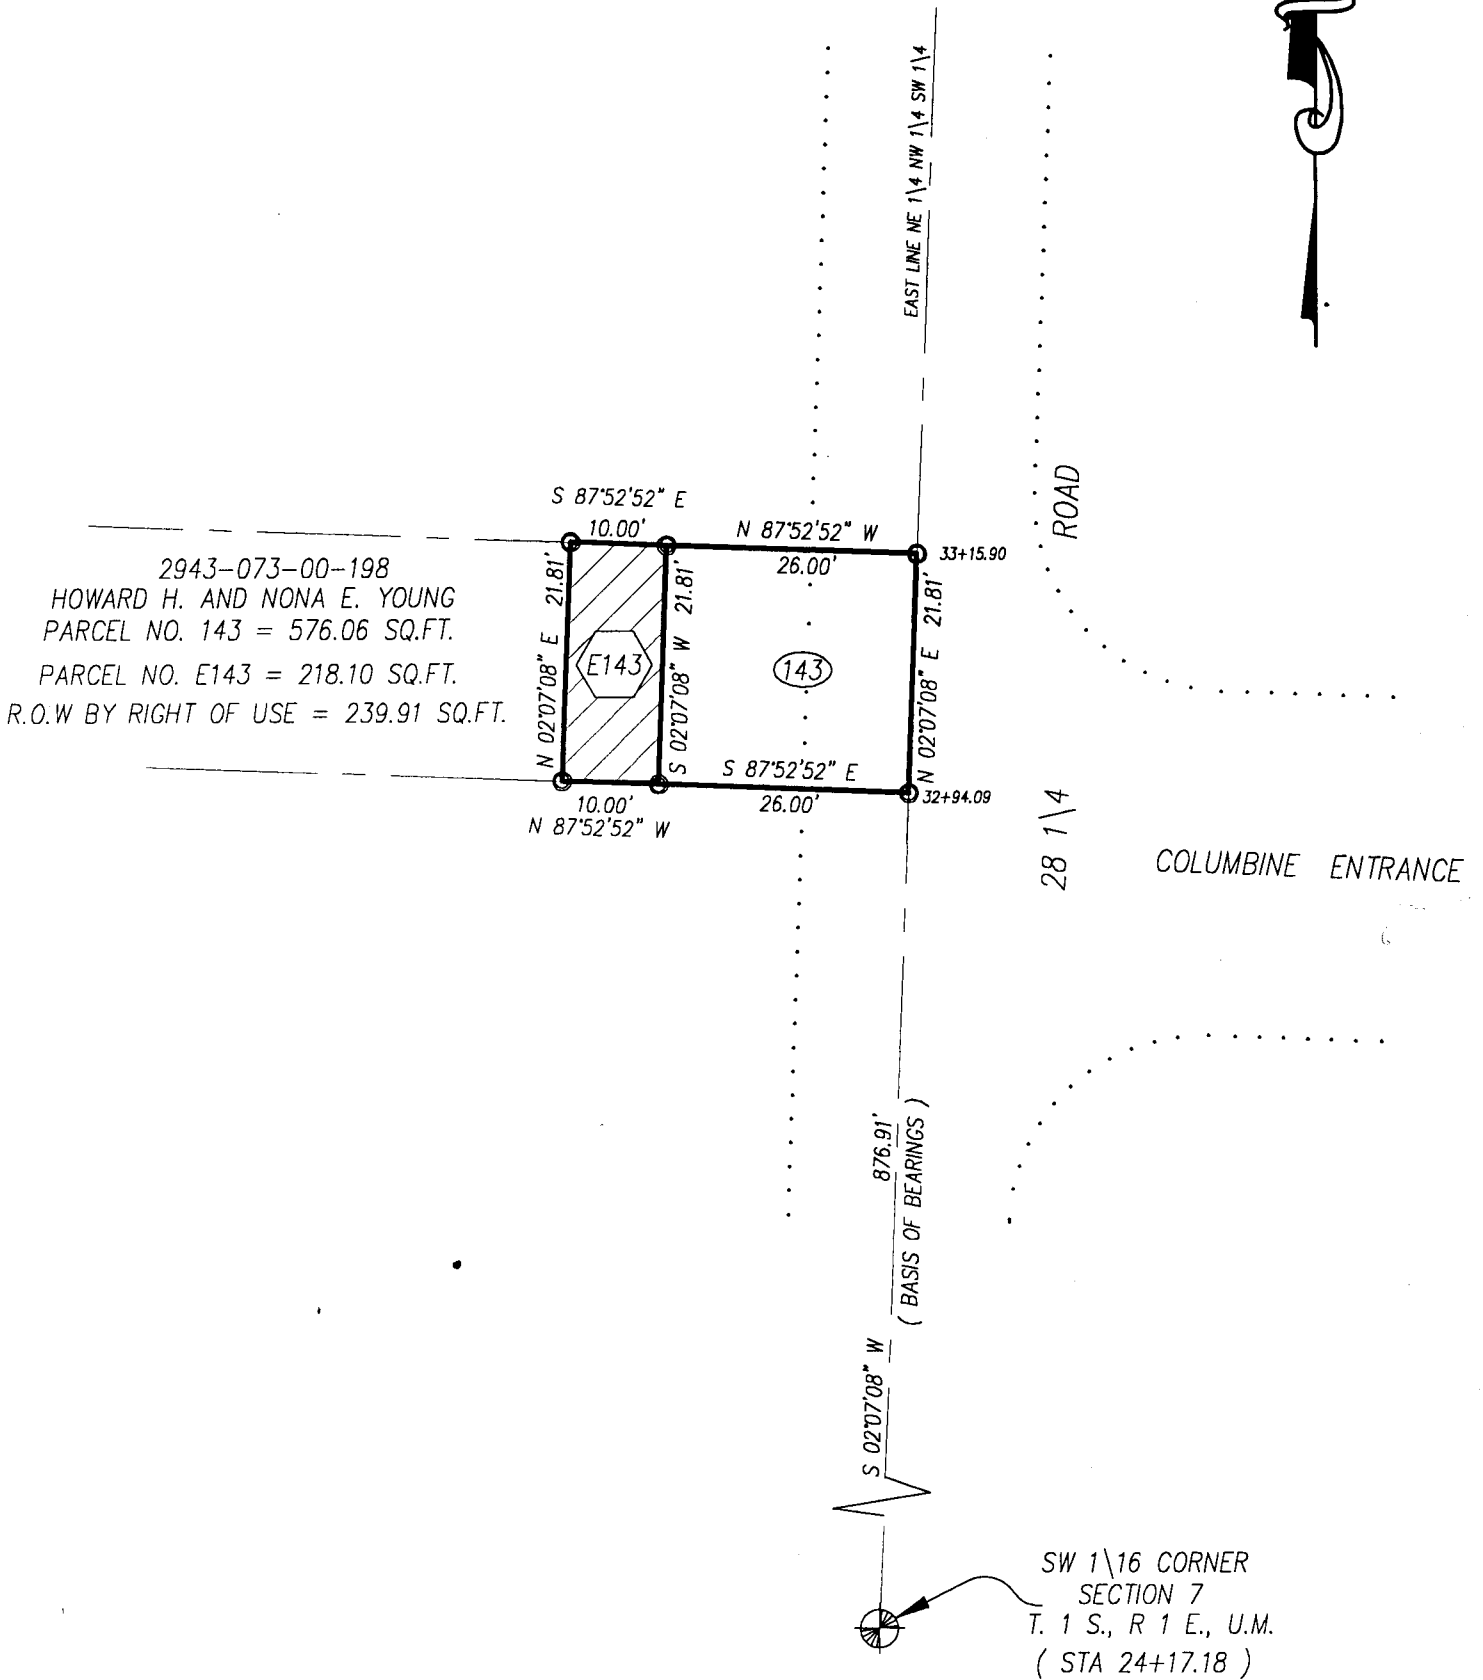 EAST LINE NE 1\4 NW 1\4 SW 1\4
ROAD
S 87°52'52" E
10.00'
N 87°52'52" W
26.00'
33+15.90
2943-073-00-198
HOWARD H. AND NONA E. YOUNG
PARCEL NO. 143 = 576.06 SQ.FT.
PARCEL NO. E143 = 218.10 SQ.FT.
R.O.W BY RIGHT OF USE = 239.91 SQ.FT.
N 02°07'08" E 21.81'
E143
S 02°07'08" W 21.81'
143
N 02°07'08" E 21.81'
S 87°52'52" E
26.00'
32+94.09
10.00'
N 87°52'52" W
28 1\4
COLUMBINE ENTRANCE
876.91'
( BASIS OF BEARINGS )
S 02°07'08" W
SW 1\16 CORNER
SECTION 7
T. 1 S., R 1 E., U.M.
( STA 24+17.18 )